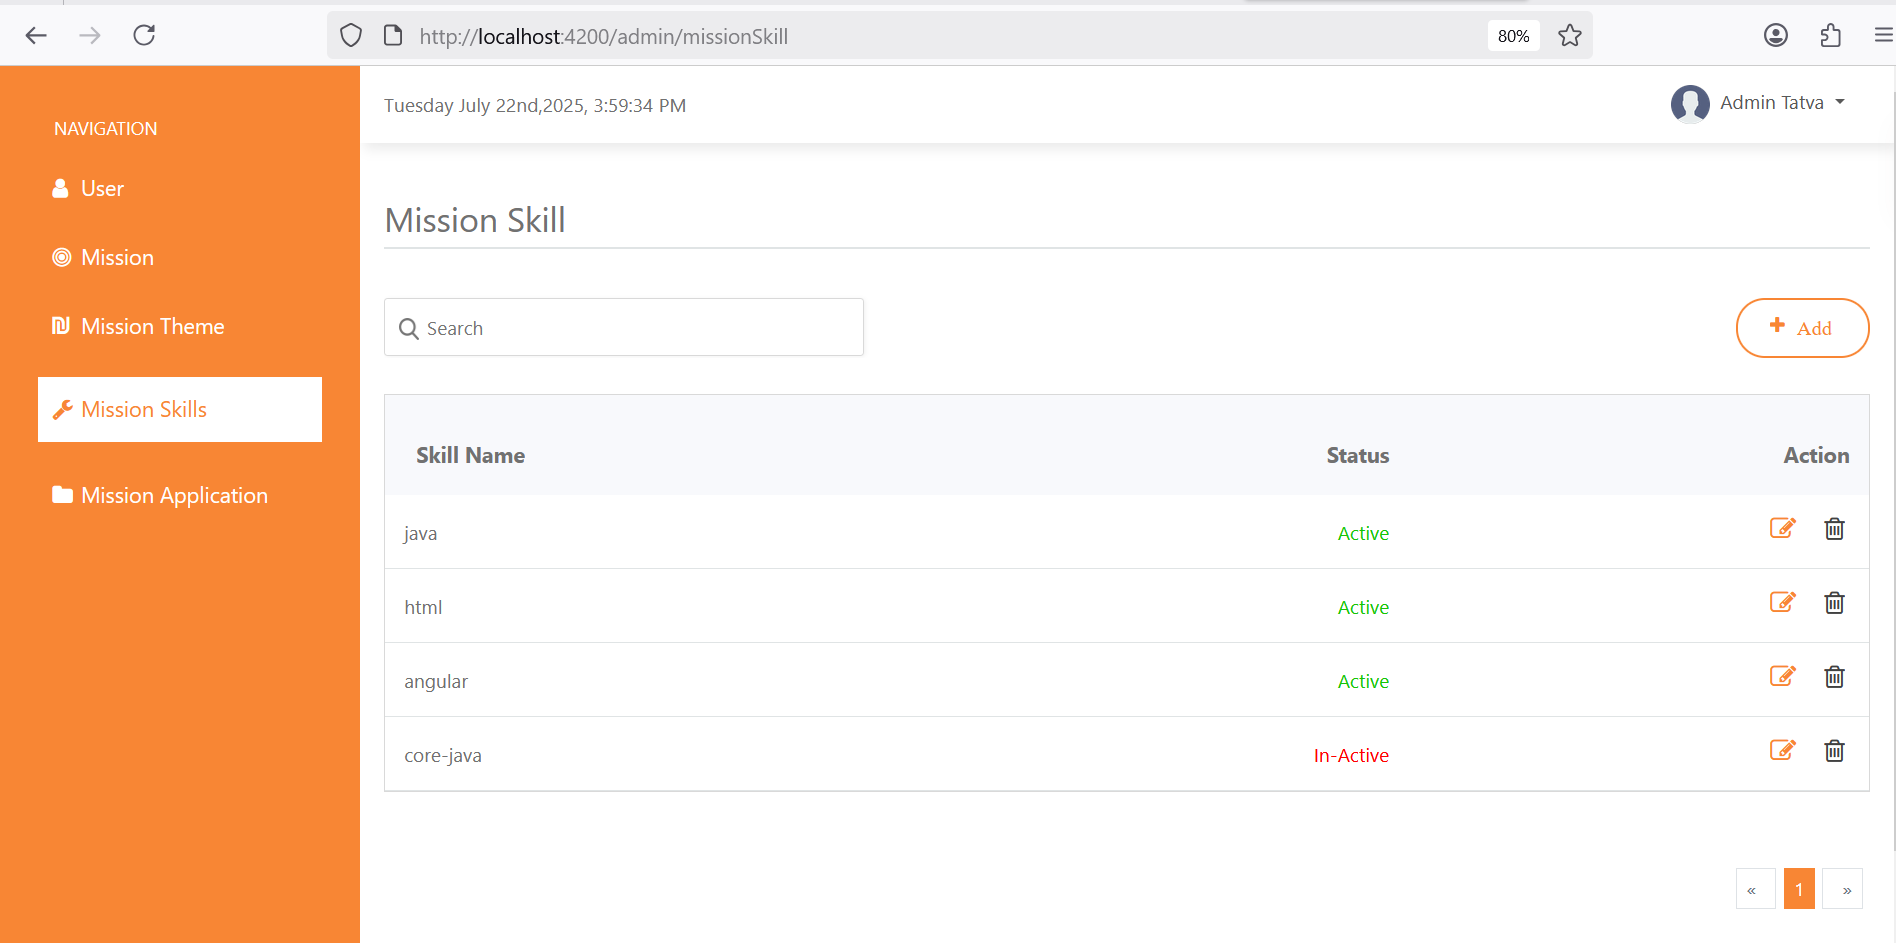 http://localhost:4200/admin/missionSkill
80%
NAVIGATION
User
Mission
Mission Theme
Mission Skills
Mission Application
Tuesday July 22nd,2025, 3:59:34 PM
Admin Tatva
Mission Skill
Search
Add
Skill Name Status Action
java Active
html Active
angular Active
core-java In-Active
« 1 »